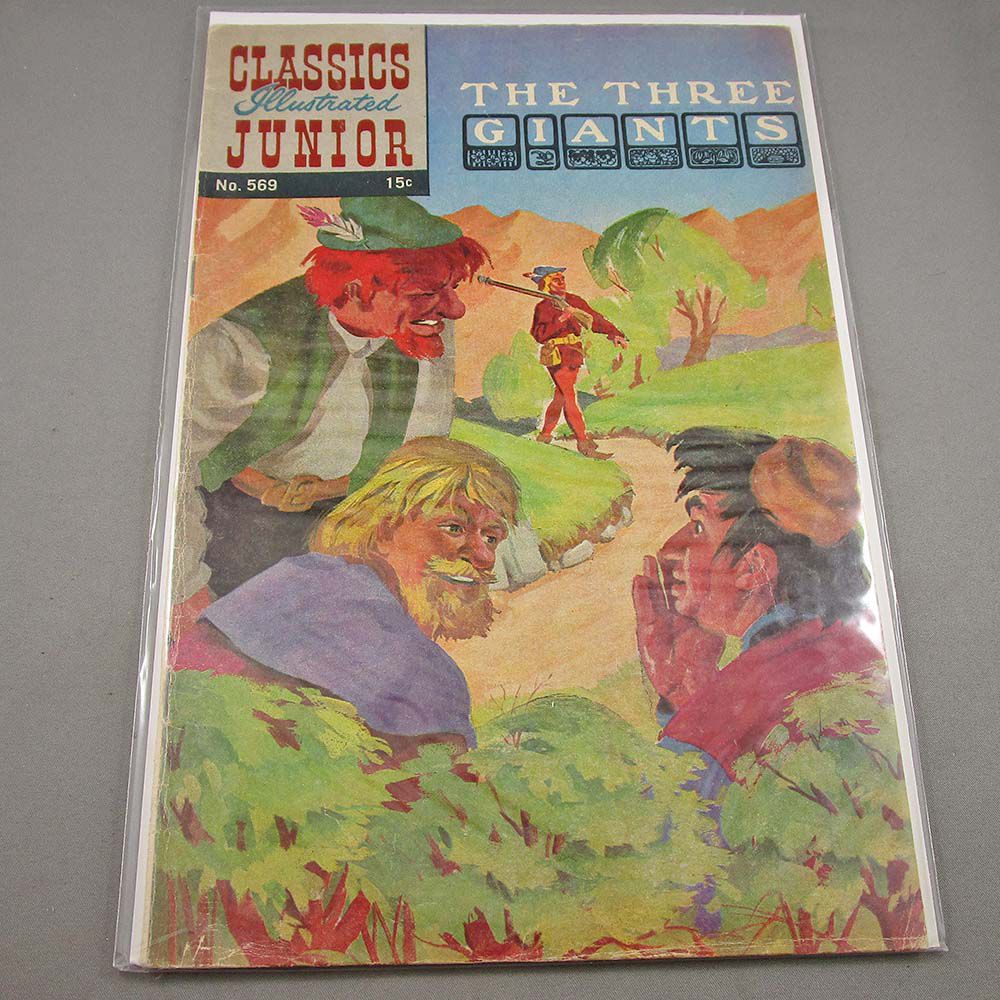 CLASSICS
Illustrated
JUNIOR
No. 569 15c
THE THREE
GIANTS